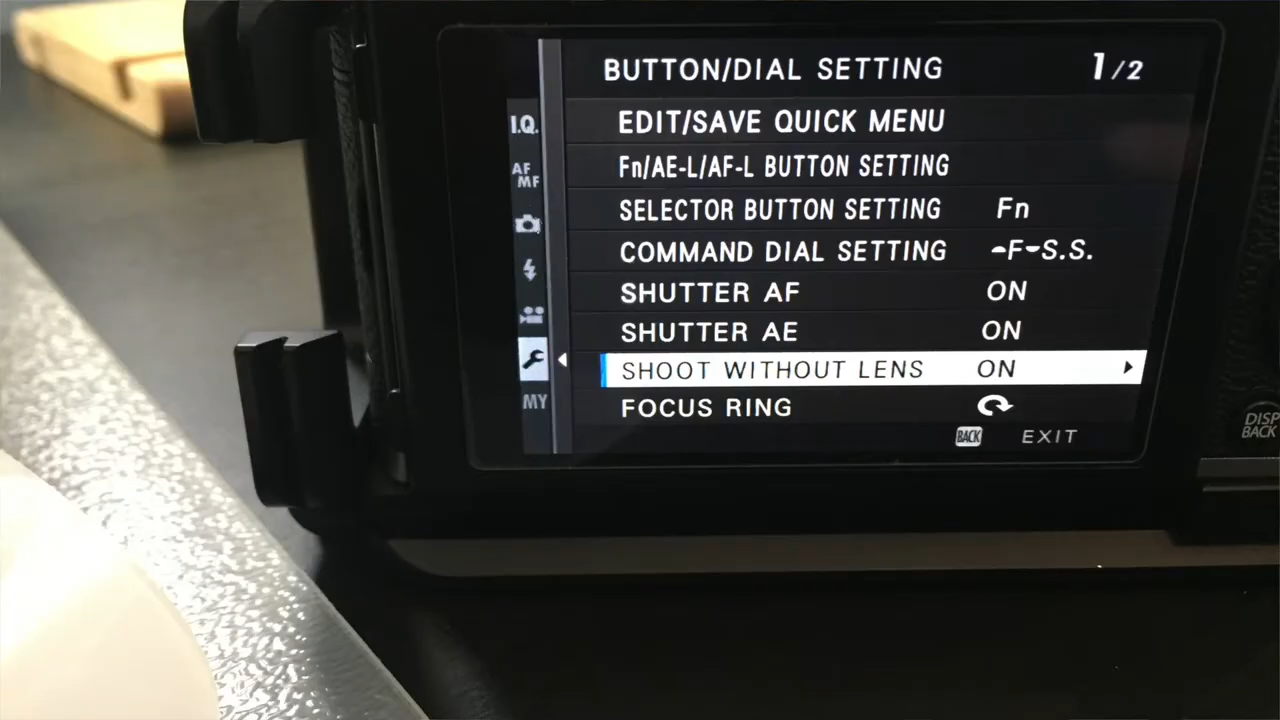 BUTTON/DIAL SETTING 1/2
I.Q. EDIT/SAVE QUICK MENU
AF MF Fn/AE-L/AF-L BUTTON SETTING
SELECTOR BUTTON SETTING Fn
COMMAND DIAL SETTING F S.S.
SHUTTER AF ON
SHUTTER AE ON
SHOOT WITHOUT LENS ON
MY FOCUS RING
BACK EXIT
DISP
BACK